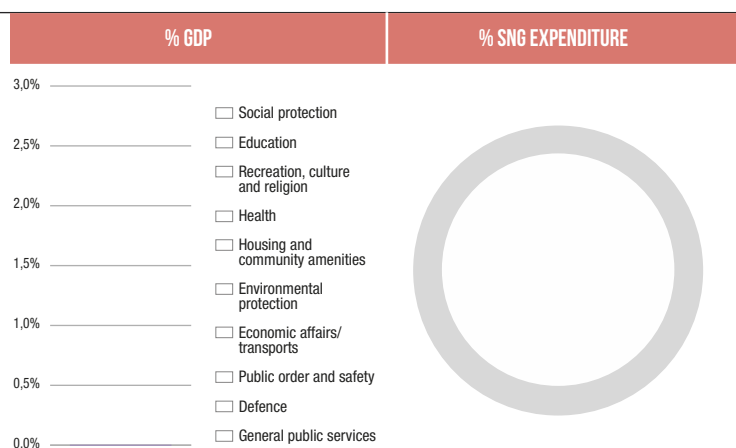 % GDP
% SNG EXPENDITURE
3,0%
2,5%
2,0%
1,5%
1,0%
0,5%
0.0%
Social protection
Education
Recreation, culture
and religion
Health
Housing and
community amenities
Environmental
protection
Economic affairs/
transports
Public order and safety
Defence
General public services